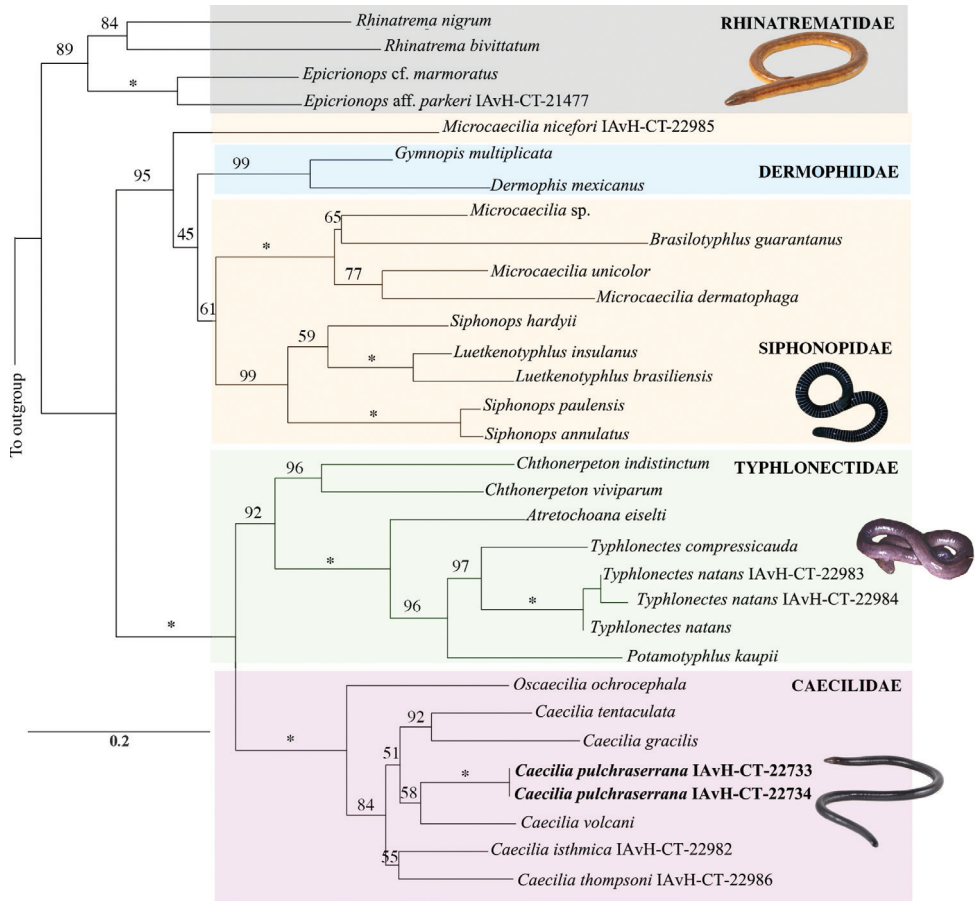 84
Rhinatrema nigrum
RHINATREMATIDAE
89
Rhinatrema bivittatum
*
Epicrionops cf. marmoratus
Epicrionops aff. parkeri IAvH-CT-21477
Microcaecilia nicefori IAvH-CT-22985
95
99
Gymnopis multiplicata
DERMOPHIIDAE
Dermophis mexicanus
45
65
Microcaecilia sp.
*
Brasilotyphlus guarantanus
77
Microcaecilia unicolor
Microcaecilia dermatophaga
61
Siphonops hardyii
59
SIPHONOPIDAE
*
Luetkenotyphlus insulanus
99
Luetkenotyphlus brasiliensis
*
Siphonops paulensis
Siphonops annulatus
To outgroup
96
Chthonerpeton indistinctum
TYPHLONECTIDAE
Chthonerpeton viviparum
92
Atretochoana eiselti
*
97
Typhlonectes compressicauda
Typhlonectes natans IAvH-CT-22983
*
Typhlonectes natans IAvH-CT-22984
96
Typhlonectes natans
*
Potamotyphlus kaupii
Oscaecilia ochrocephala
CAECILIDAE
92
Caecilia tentaculata
*
Caecilia gracilis
0.2
51
*
Caecilia pulchraserrana IAvH-CT-22733
58
Caecilia pulchraserrana IAvH-CT-22734
84
Caecilia volcani
55
Caecilia isthmica IAvH-CT-22982
Caecilia thompsoni IAvH-CT-22986